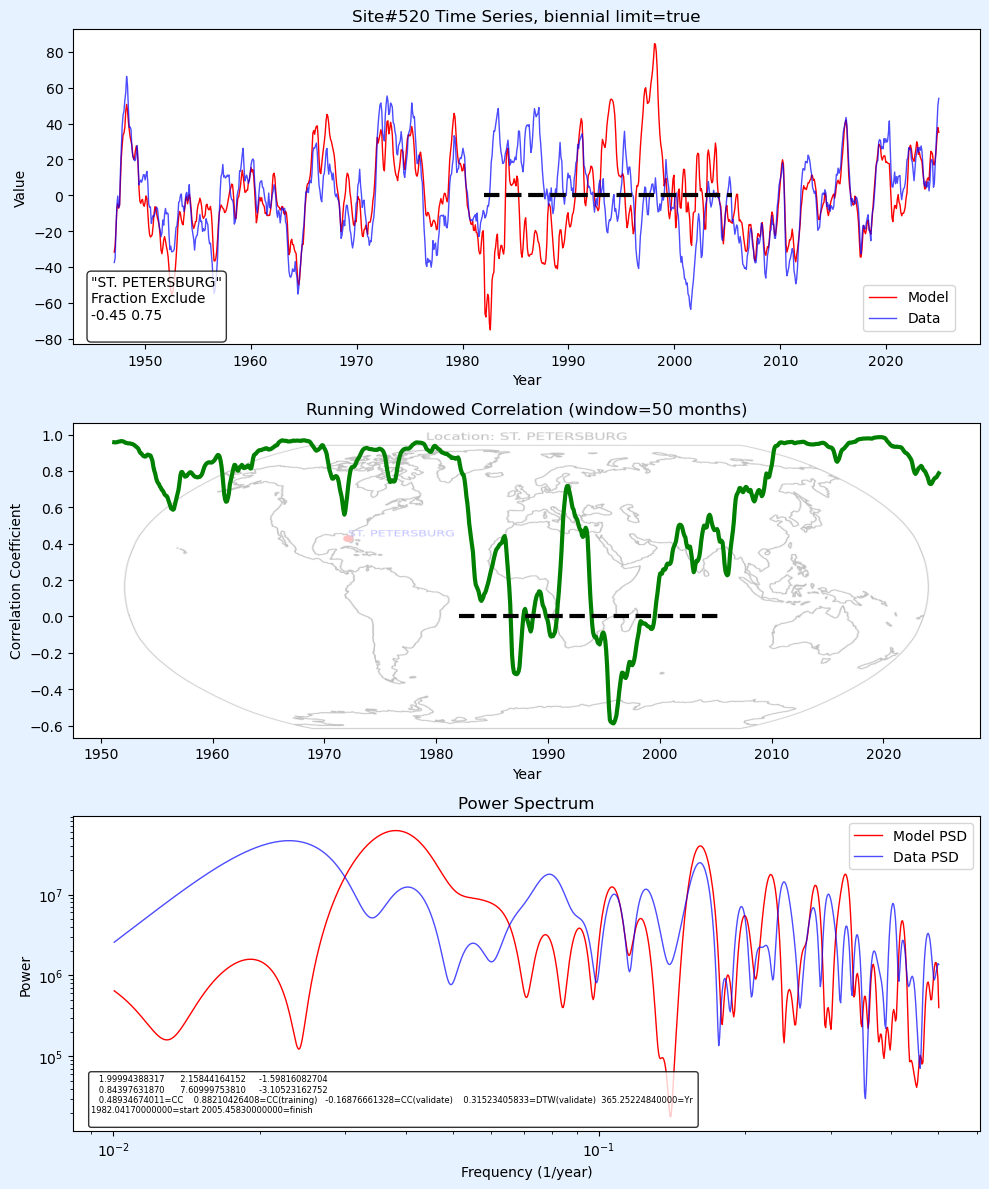 Site#520 Time Series, biennial limit=true
80
60
40
20
0
−20
−40
−60
−80
Value
"ST. PETERSBURG"
Fraction Exclude
-0.45 0.75
Model
Data
1950
1960
1970
1980
1990
2000
2010
2020
Year
Running Windowed Correlation (window=50 months)
Location: ST. PETERSBURG
ST. PETERSBURG
1.0
0.8
0.6
0.4
0.2
0.0
−0.2
−0.4
−0.6
Correlation Coefficient
1950
1960
1970
1980
1990
2000
2010
2020
Year
Power Spectrum
Model PSD
Data PSD
10⁷
10⁶
10⁵
Power
1.99994388317 2.15844164152 -1.59816082704
0.84397631870 7.60999753810 -3.10523162752
0.48934674011=CC 0.88210426408=CC(training) -0.16876661328=CC(validate) 0.31523405833=DTW(validate) 365.25224840000=Yr
1982.04170000000=start 2005.45830000000=finish
10⁻²
10⁻¹
Frequency (1/year)